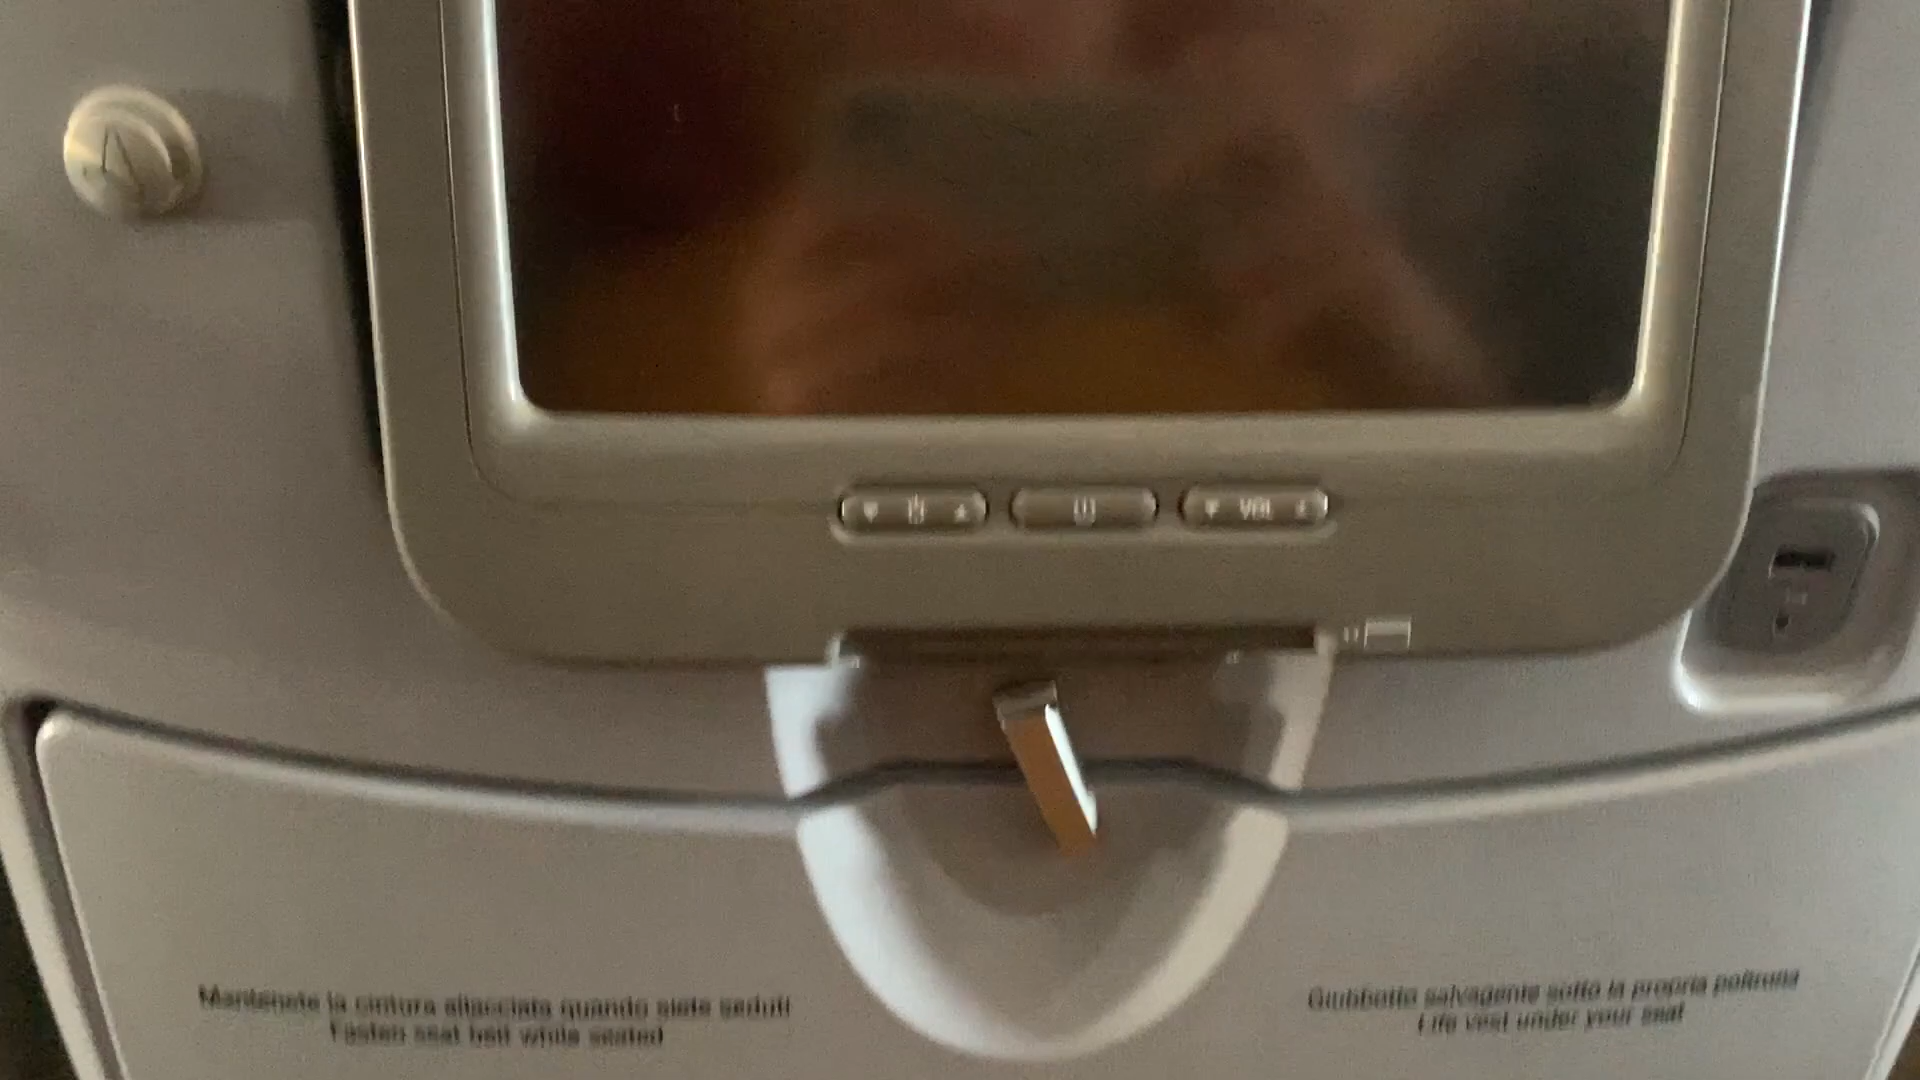 VOL
Mantenete la cintura allacciata quando siete seduti
Fasten seat belt while seated
Giubbotto salvagente sotto la propria poltrona
Life vest under your seat